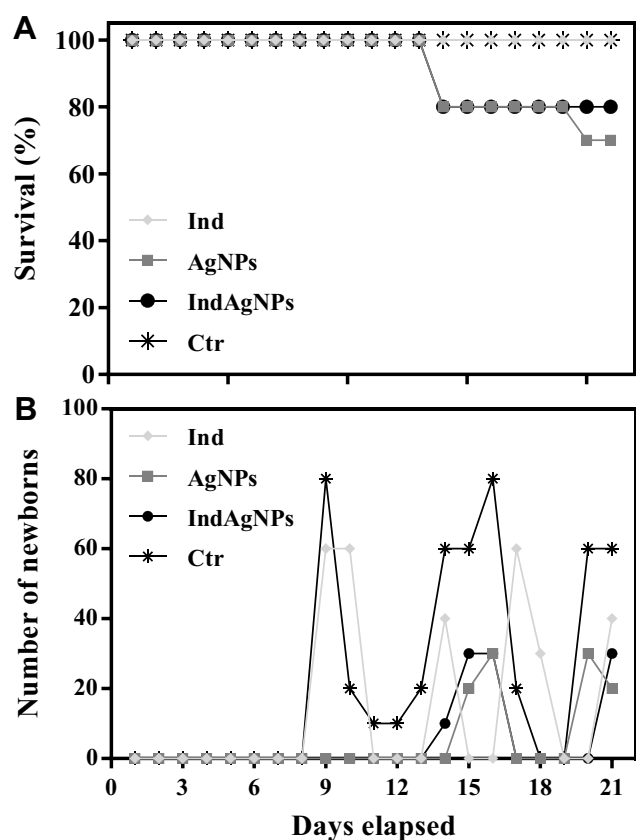 A
Survival (%)
100
80
60
40
20
0
Ind
AgNPs
IndAgNPs
Ctr
B
Number of newborns
100
80
60
40
20
0
Ind
AgNPs
IndAgNPs
Ctr
0 3 6 9 12 15 18 21
Days elapsed